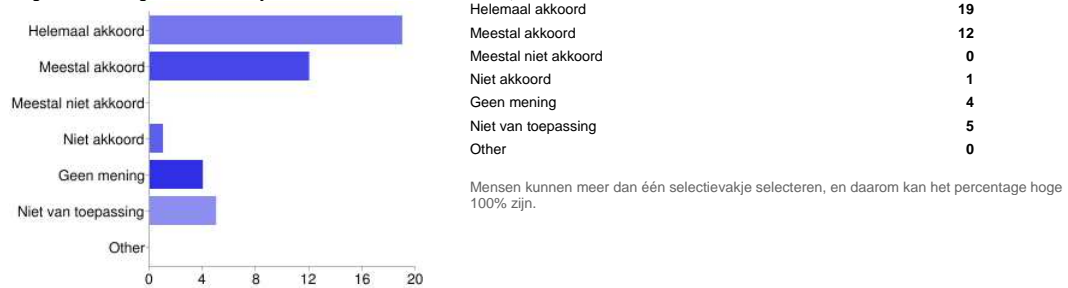 Helemaal akkoord
Meestal akkoord
Meestal niet akkoord
Niet akkoord
Geen mening
Niet van toepassing
Other
0 4 8 12 16 20
Helemaal akkoord 19
Meestal akkoord 12
Meestal niet akkoord 0
Niet akkoord 1
Geen mening 4
Niet van toepassing 5
Other 0
Mensen kunnen meer dan één selectievakje selecteren, en daarom kan het percentage hoge
100% zijn.